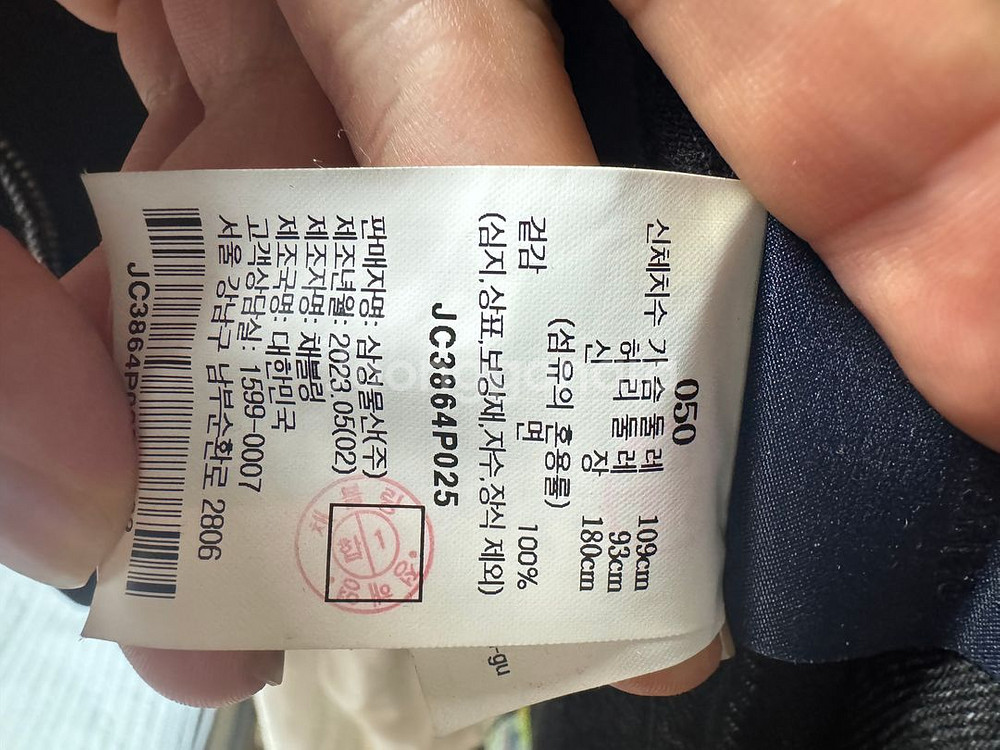 050
신체치수 가 슴 둘 레 109cm
허 리 둘 레 93cm
신 장 180cm
(섬유의 혼용률)
겉감 면 100%
(심지,상표,보강재,자수,장식 제외)
JC3864P025
판매자명: 삼성물산(주)
제조년월: 2023.05(02)
제조자명: 채블랑
제조국명: 대한민국
고객상담실: 1599-0007
서울 강남구 남부순환로 2806
-gu